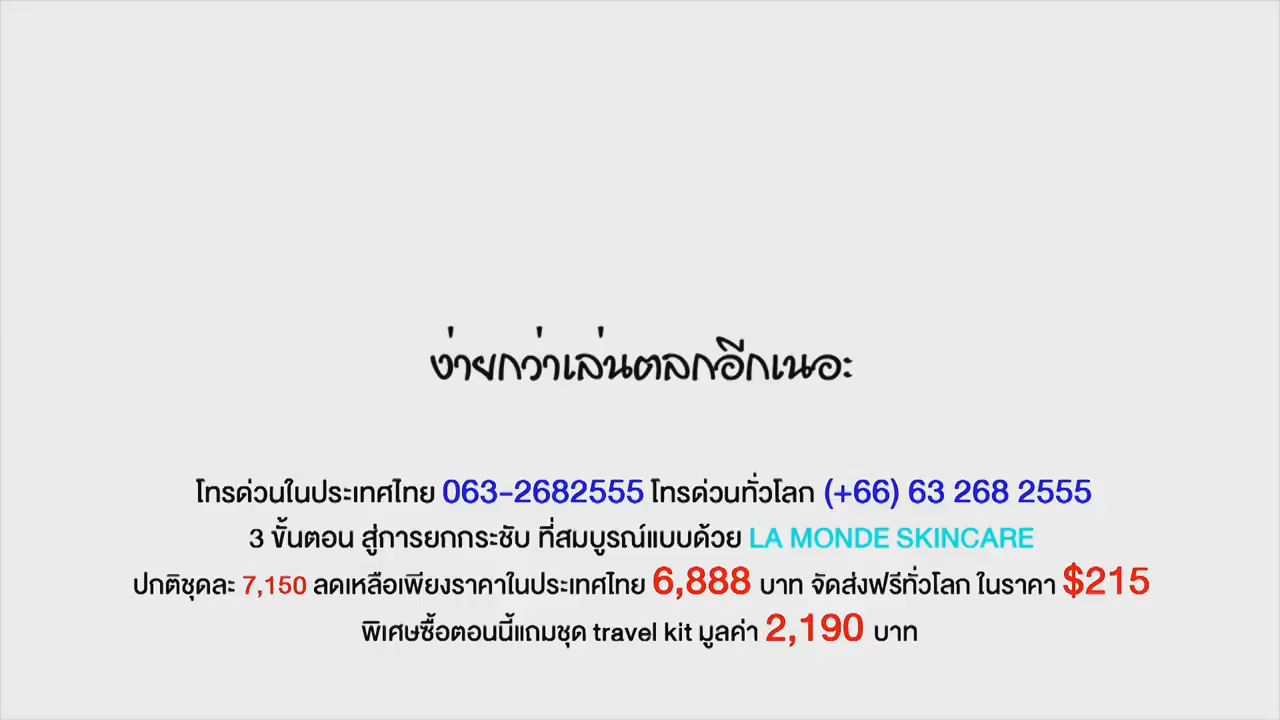 ง่ายกว่าเล่นตลกอีกเนอะ
โทรด่วนในประเทศไทย 063-2682555 โทรด่วนทั่วโลก (+66) 63 268 2555
3 ขั้นตอน สู่การยกกระชับ ที่สมบูรณ์แบบด้วย LA MONDE SKINCARE
ปกติชุดละ 7,150 ลดเหลือเพียงราคาในประเทศไทย 6,888 บาท จัดส่งฟรีทั่วโลก ในราคา $215
พิเศษซื้อตอนนี้แถมชุด travel kit มูลค่า 2,190 บาท